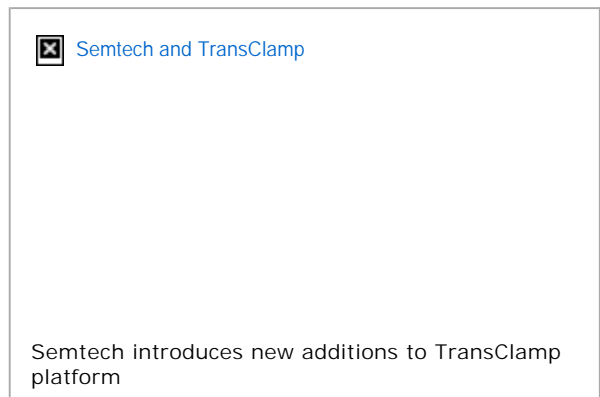 Semtech and TransClamp
Semtech introduces new additions to TransClamp
platform